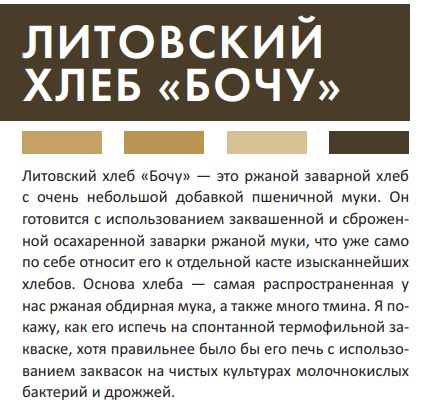 ЛИТОВСКИЙ
ХЛЕБ «БОЧУ»
Литовский хлеб «Бочу» — это ржаной заварной хлеб
с очень небольшой добавкой пшеничной муки. Он
готовится с использованием заквашенной и сброжен-
ной осахаренной заварки ржаной муки, что уже само
по себе относит его к отдельной касте изысканнейших
хлебов. Основа хлеба — самая распространенная у
нас ржаная обдирная мука, а также много тмина. Я по-
кажу, как его испечь на спонтанной термофильной за-
кваске, хотя правильнее было бы его печь с использо-
ванием заквасок на чистых культурах молочнокислых
бактерий и дрожжей.